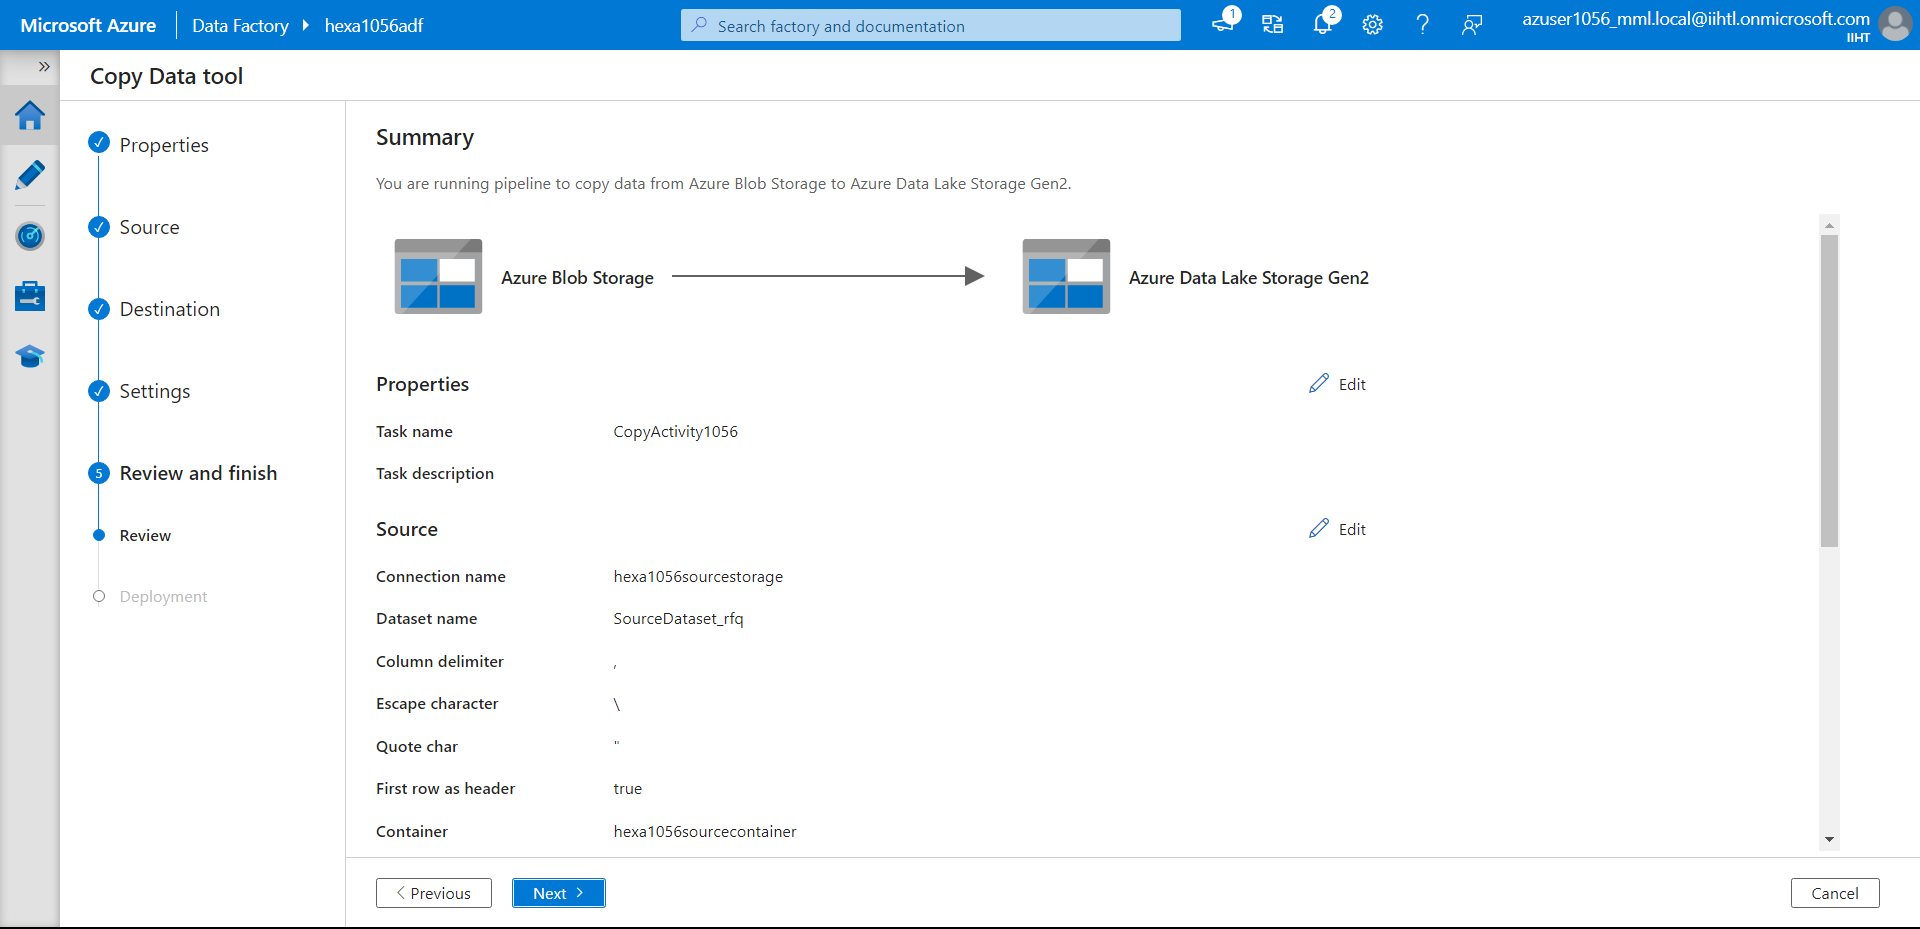 Microsoft Azure Data Factory hexa1056adf Search factory and documentation 1 2 azuser1056_mml.local@iihtl.onmicrosoft.com
IIHT
Copy Data tool
Properties
Source
Destination
Settings
5 Review and finish
Review
Deployment
Summary
You are running pipeline to copy data from Azure Blob Storage to Azure Data Lake Storage Gen2.
Azure Blob Storage Azure Data Lake Storage Gen2
Properties Edit
Task name CopyActivity1056
Task description
Source Edit
Connection name hexa1056sourcestorage
Dataset name SourceDataset_rfq
Column delimiter ,
Escape character \
Quote char "
First row as header true
Container hexa1056sourcecontainer
Previous Next Cancel